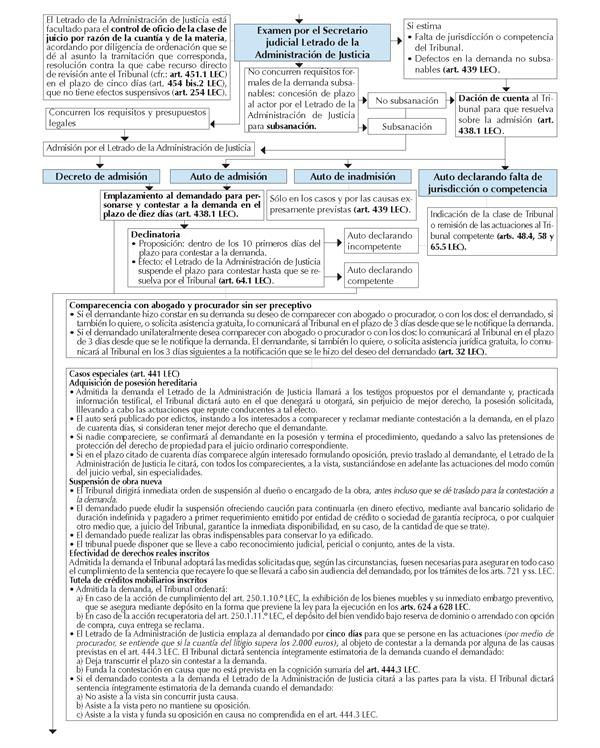 El Letrado de la Administración de Justicia está
facultado para el control de oficio de la clase de
juicio por razón de la cuantía y de la materia,
acordando por diligencia de ordenación que se
dé al asunto la tramitación que corresponda,
resolución contra la que cabe recurso directo
de revisión ante el Tribunal (cfr.: art. 451.1 LEC)
en el plazo de cinco días (art. 454 bis.2 LEC),
que no tiene efectos suspensivos (art. 254 LEC).
Examen por el Secretario
judicial Letrado de la
Administración de Justicia
Si estima
• Falta de jurisdicción o competencia
del Tribunal.
• Defectos en la demanda no subsa-
nables (art. 439 LEC).
No concurren requisitos for-
males de la demanda subsa-
nables: concesión de plazo
al actor por el Letrado de la
Administración de Justicia
para subsanación.
No subsanación
Subsanación
Dación de cuenta al Tri-
bunal para que resuelva
sobre la admisión (art.
438.1 LEC).
Concurren los requisitos y presupuestos
legales
Admisión por el Letrado de la Administración de Justicia
Decreto de admisión
Auto de admisión
Auto de inadmisión
Auto declarando falta de
jurisdicción o competencia
Emplazamiento al demandado para per-
sonarse y contestar a la demanda en el
plazo de diez días (art. 438.1 LEC).
Sólo en los casos y por las causas ex-
presamente previstas (art. 439 LEC).
Indicación de la clase de Tribunal
o remisión de las actuaciones al Tri-
bunal competente (arts. 48.4, 58 y
65.5 LEC).
Declinatoria
• Proposición: dentro de los 10 primeros días del
plazo para contestar a la demanda.
• Efecto: el Letrado de la Administración de Justicia
suspende el plazo para contestar hasta que se re-
suelva por el Tribunal (art. 64.1 LEC).
Auto declarando
incompetente
Auto declarando
competente
Comparecencia con abogado y procurador sin ser preceptivo
• Si el demandante hizo constar en su demanda su deseo de comparecer con abogado o procurador, o con los dos: el demandado, si
también lo quiere, o solicita asistencia gratuita, lo comunicará al Tribunal en el plazo de 3 días desde que se le notifique la demanda.
• Si el demandado unilateralmente desea comparecer con abogado o procurador o con los dos: lo comunicará al Tribunal en el plazo
de 3 días desde que se le notifique la demanda. El demandante, si también lo quiere, o solicita asistencia jurídica gratuita, lo comu-
nicará al Tribunal en los 3 días siguientes a la notificación que se le hizo del deseo del demandado (art. 32 LEC).
Casos especiales (art. 441 LEC)
Adquisición de posesión hereditaria
• Admitida la demanda el Letrado de la Administración de Justicia llamará a los testigos propuestos por el demandante y, practicada
información testifical, el Tribunal dictará auto en el que denegará u otorgará, sin perjuicio de mejor derecho, la posesión solicitada,
lllevando a cabo las actuaciones que repute conducentes a tal efecto.
• El auto será publicado por edictos, instando a los interesados a comparecer y reclamar mediante contestación a la demanda, en el plazo
de cuarenta días, si consideran tener mejor derecho que el demandante.
• Si nadie compareciere, se confirmará al demandante en la posesión y termina el procedimiento, quedando a salvo las pretensiones de
protección del derecho de propiedad para el juicio ordinario correspondiente.
• Si en el plazo citado de cuarenta días comparece algún interesado formulando oposición, previo traslado al demandante, el Letrado de la
Administración de Justicia le citará, con todos los comparecientes, a la vista, sustanciándose en adelante las actuaciones del modo común
del juicio verbal, sin especialidades.
Suspensión de obra nueva
• El Tribunal dirigirá inmediata orden de suspensión al dueño o encargado de la obra, antes incluso que se dé traslado para la contestación a
la demanda.
• El demandado puede eludir la suspensión ofreciendo caución para continuarla (en dinero efectivo, mediante aval bancario solidario de
duración indefinida y pagadero a primer requerimiento emitido por entidad de crédito o sociedad de garantía recíproca, o por cualquier
otro medio que, a juicio del Tribunal, garantice la inmediata disponibilidad, en su caso, de la cantidad de que se trate).
• El demandado puede realizar las obras indispensables para conservar lo ya edificado.
• El tribunal puede disponer que se lleve a cabo reconocimiento judicial, pericial o conjunto, antes de la vista.
Efectividad de derechos reales inscritos
Admitida la demanda el Tribunal adoptará las medidas solicitadas que, según las circunstancias, fuesen necesarias para asegurar en todo caso
el cumplimiento de la sentencia que recayere lo que se llevará a cabo sin audiencia del demandado, por los trámites de los arts. 721 y ss. LEC.
Tutela de créditos mobiliarios inscritos
• Admitida la demanda, el Tribunal ordenará:
a) En caso de la acción de cumplimiento del art. 250.1.10.º LEC, la exhibición de los bienes muebles y su inmediato embargo preventivo,
que se asegura mediante depósito en la forma que previene la ley para la ejecución en los arts. 624 a 628 LEC.
b) En caso de la acción recuperatoria del art. 250.1.11.º LEC, el depósito del bien vendido bajo reserva de dominio o arrendado con opción
de compra, cuya entrega se reclama.
• El Letrado de la Administración de Justicia emplaza al demandado por cinco días para que se persone en las actuaciones (por medio de
procurador, se entiende que si la cuantía del litigio supera los 2.000 euros), al objeto de contestar a la demanda por alguna de las causas
previstas en el art. 444.3 LEC. El Tribunal dictará sentencia íntegramente estimatoria de la demanda cuando el demandado:
a) Deja transcurrir el plazo sin contestar a la demanda.
b) Funda la contestación en causa que no está prevista en la cognición sumaria del art. 444.3 LEC.
• Si el demandado contesta a la demanda el Letrado de la Administración de Justicia citará a las partes para la vista. El Tribunal dictará
sentencia íntegramente estimatoria de la demanda cuando el demandado:
a) No asiste a la vista sin concurrir justa causa.
b) Asiste a la vista pero no mantiene su oposición.
c) Asiste a la vista y funda su oposición en causa no comprendida en el art. 444.3 LEC.